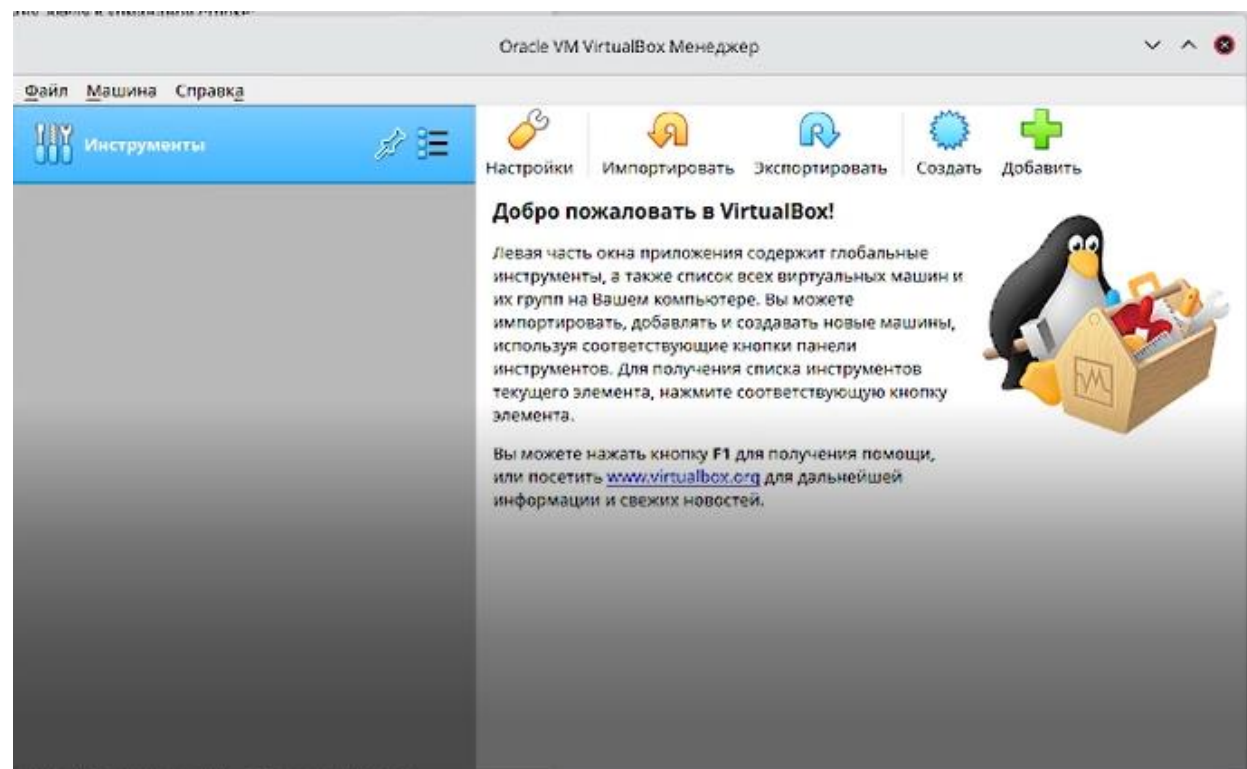 Oracle VM VirtualBox Менеджер
Файл Машина Справка
Инструменты
Настройки Импортировать Экспортировать Создать Добавить
Добро пожаловать в VirtualBox!
Левая часть окна приложения содержит глобальные
инструменты, а также список всех виртуальных машин и
их групп на Вашем компьютере. Вы можете
импортировать, добавлять и создавать новые машины,
используя соответствующие кнопки панели
инструментов. Для получения списка инструментов
текущего элемента, нажмите соответствующую кнопку
элемента.
Вы можете нажать кнопку F1 для получения помощи,
или посетить www.virtualbox.org для дальнейшей
информации и свежих новостей.